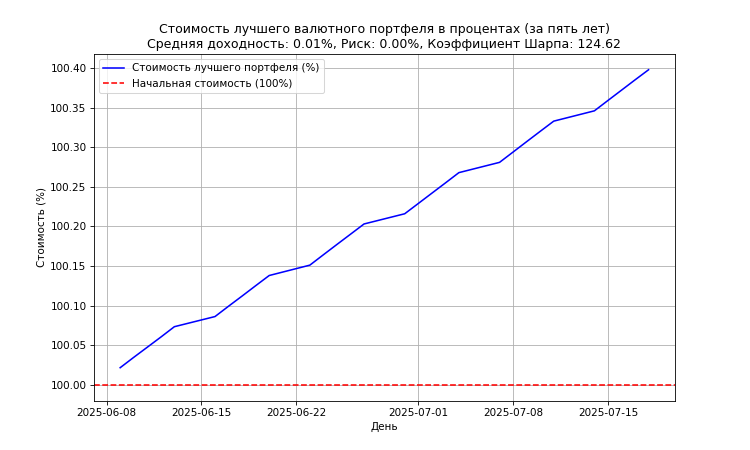 Стоимость лучшего валютного портфеля в процентах (за пять лет)
Средняя доходность: 0.01%, Риск: 0.00%, Коэффициент Шарпа: 124.62
Стоимость лучшего портфеля (%)
Начальная стоимость (100%)
Стоимость (%)
100.40
100.35
100.30
100.25
100.20
100.15
100.10
100.05
100.00
2025-06-08
2025-06-15
2025-06-22
2025-07-01
2025-07-08
2025-07-15
День